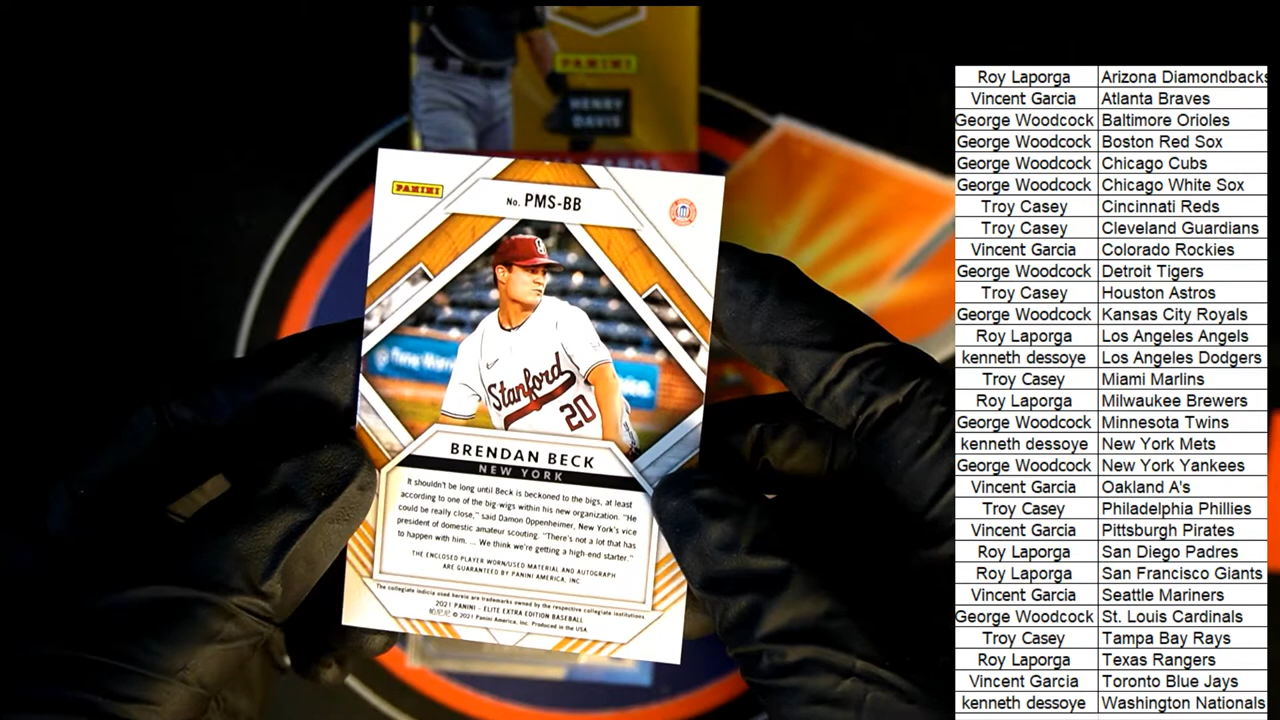 PANINI
HENRY
DAVIS
CARDS
PANINI
No. PMS-BB
Stanford
20
BRENDAN BECK
NEW YORK
It shouldn't be long until Beck is beckoned to the bigs, at least
according to one of the big-wigs within his new organization. "He
could be really close," said Damon Oppenheimer, New York's vice
president of domestic amateur scouting. "There's not a lot that has
to happen with him. ... We think we're getting a high-end starter."
THE ENCLOSED PLAYER WORN/USED MATERIAL AND AUTOGRAPH
ARE GUARANTEED BY PANINI AMERICA, INC.
The collegiate indicia used herein are trademarks owned by the respective collegiate institutions.
2021 PANINI - ELITE EXTRA EDITION BASEBALL
© 2021 Panini America, Inc. Produced in the USA.
Roy Laporga Arizona Diamondbacks
Vincent Garcia Atlanta Braves
George Woodcock Baltimore Orioles
George Woodcock Boston Red Sox
George Woodcock Chicago Cubs
George Woodcock Chicago White Sox
Troy Casey Cincinnati Reds
Troy Casey Cleveland Guardians
Vincent Garcia Colorado Rockies
George Woodcock Detroit Tigers
Troy Casey Houston Astros
George Woodcock Kansas City Royals
Roy Laporga Los Angeles Angels
kenneth dessoye Los Angeles Dodgers
Troy Casey Miami Marlins
Roy Laporga Milwaukee Brewers
George Woodcock Minnesota Twins
kenneth dessoye New York Mets
George Woodcock New York Yankees
Vincent Garcia Oakland A's
Troy Casey Philadelphia Phillies
Vincent Garcia Pittsburgh Pirates
Roy Laporga San Diego Padres
Roy Laporga San Francisco Giants
Vincent Garcia Seattle Mariners
George Woodcock St. Louis Cardinals
Troy Casey Tampa Bay Rays
Roy Laporga Texas Rangers
Vincent Garcia Toronto Blue Jays
kenneth dessoye Washington Nationals